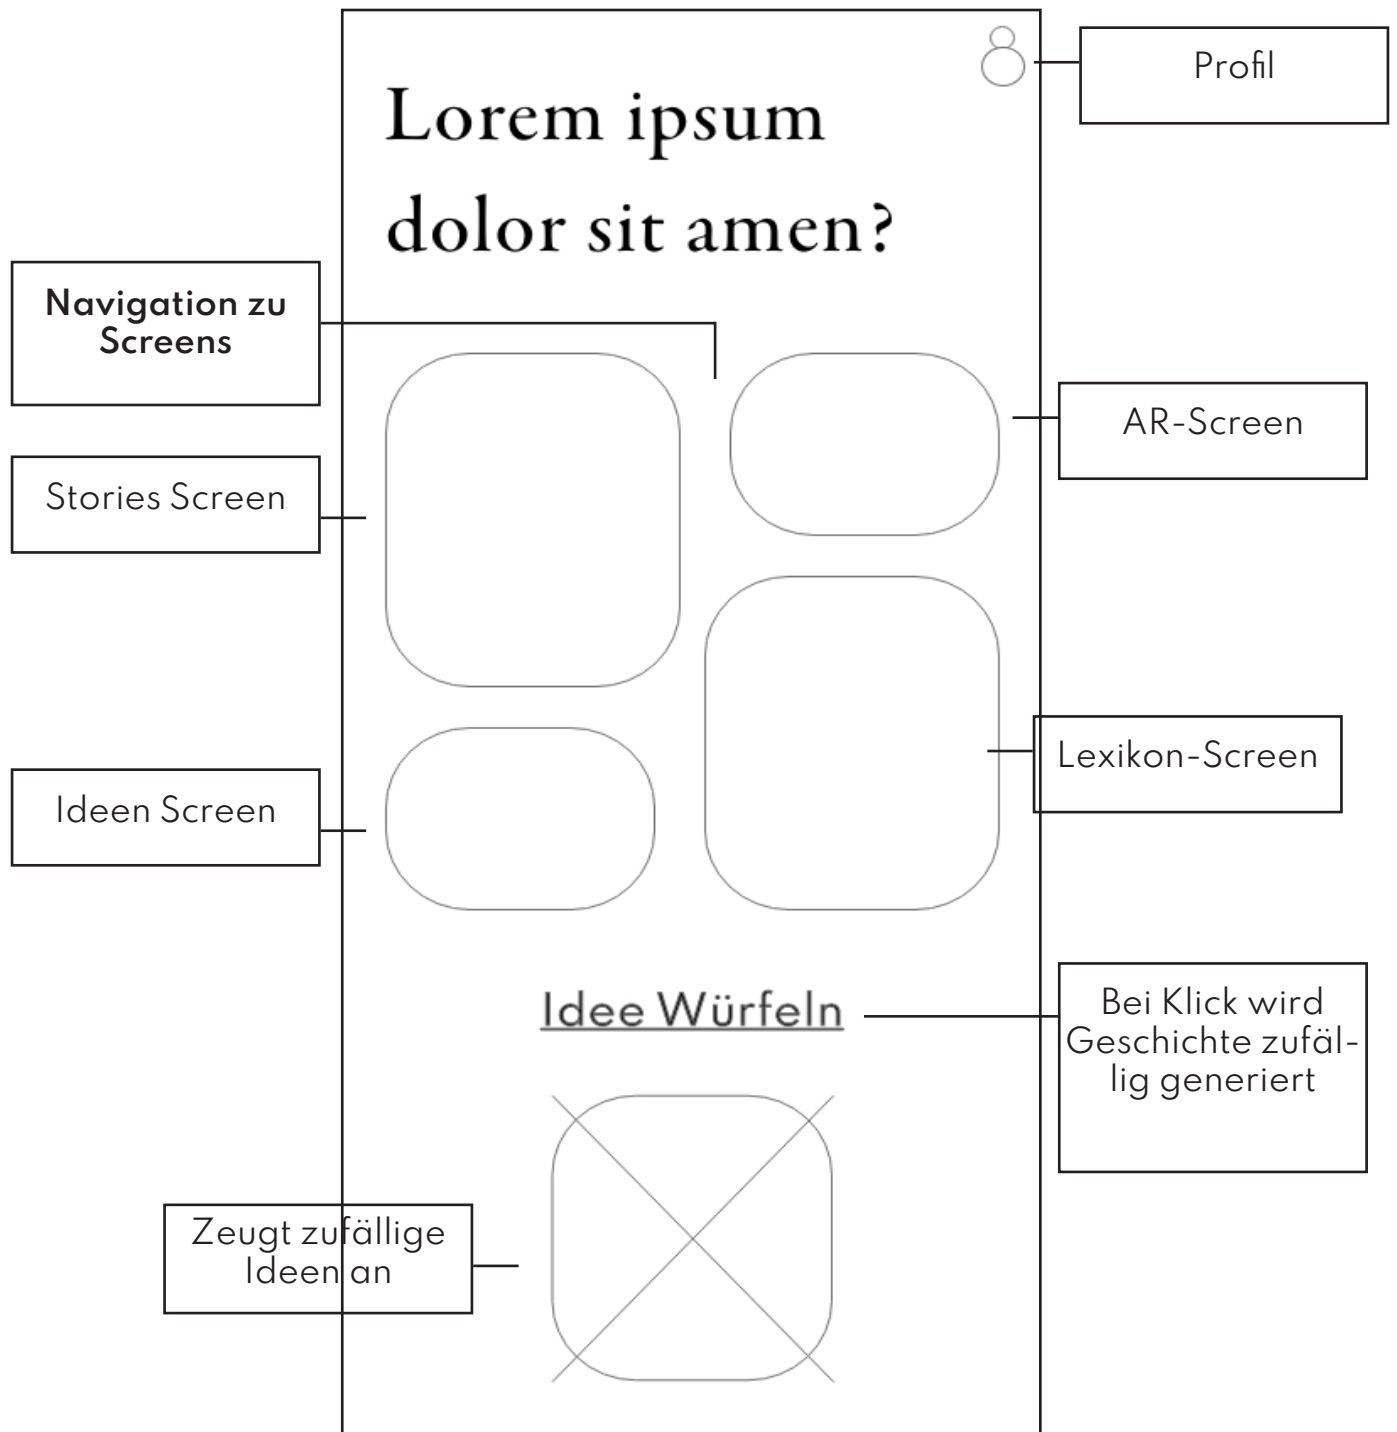 Profil
Lorem ipsum
dolor sit amen?
Navigation zu
Screens
AR-Screen
Stories Screen
Lexikon-Screen
Ideen Screen
Idee Würfeln
Bei Klick wird
Geschichte zufäl-
lig generiert
Zeugt zufällige
Ideen an